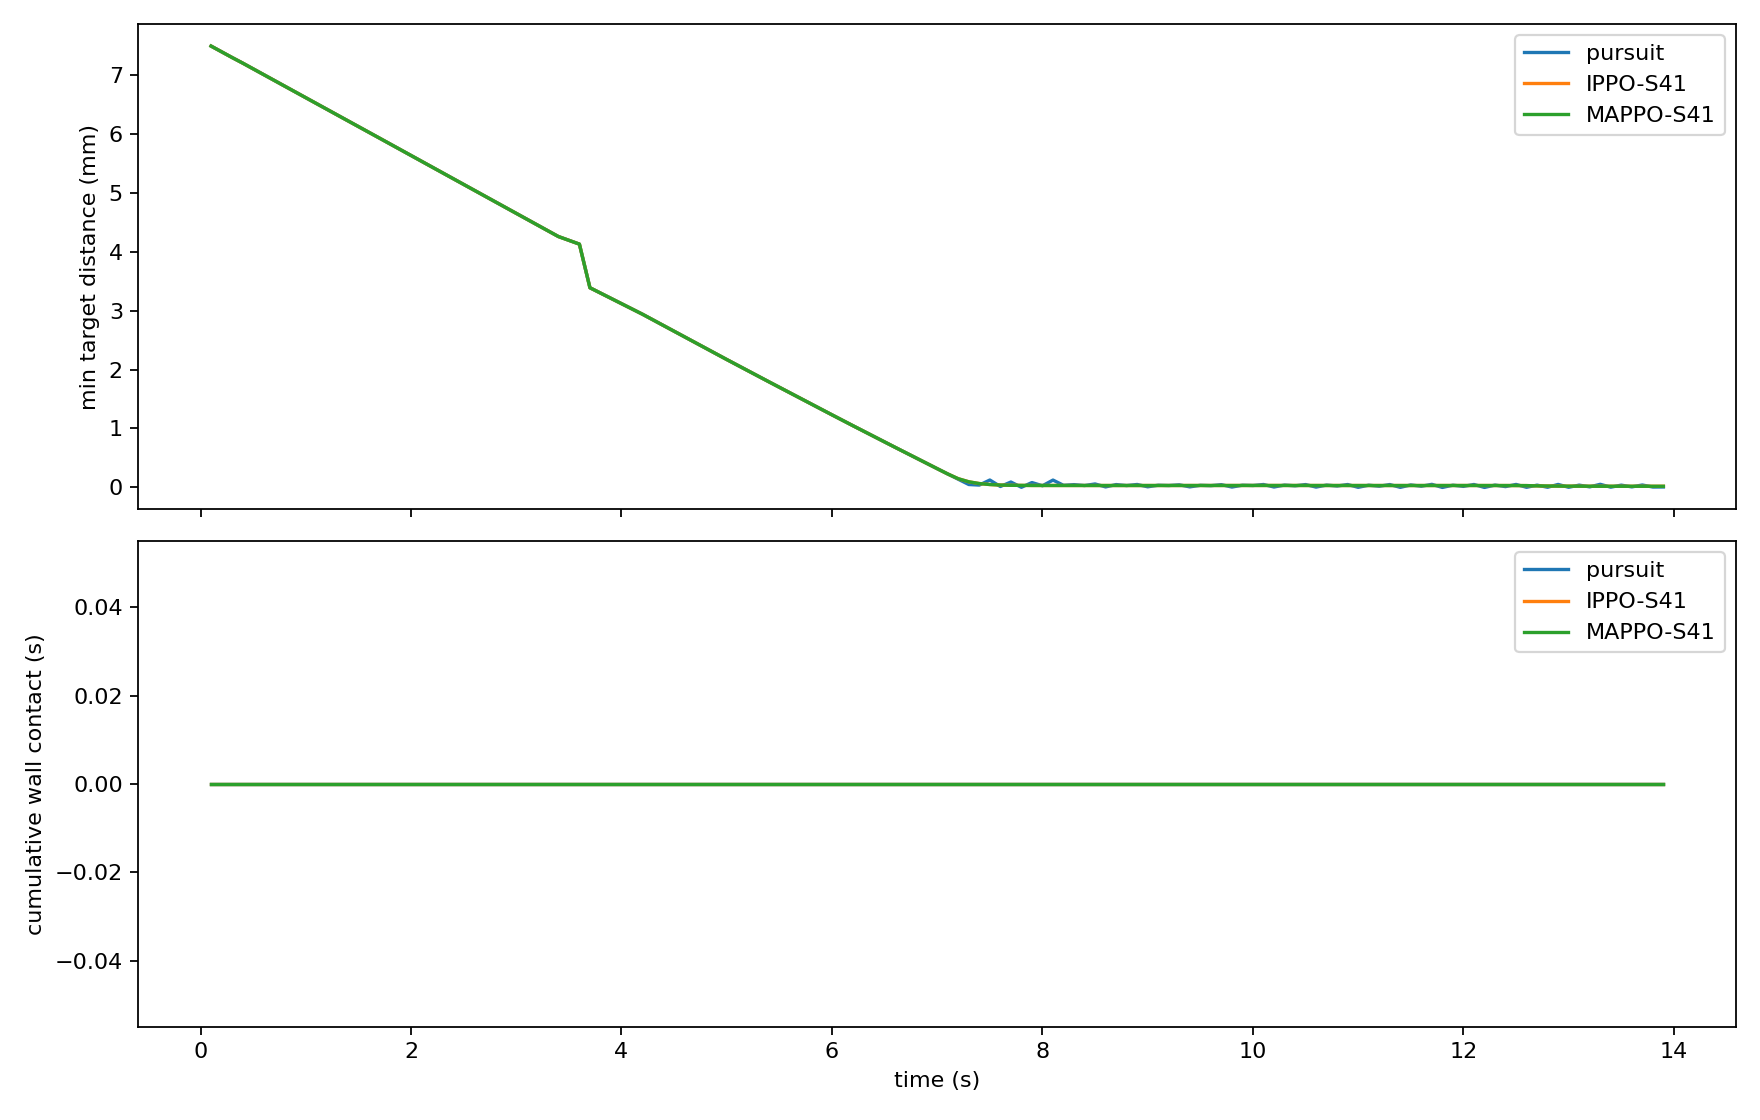 7
6
5
4
3
2
1
0
min target distance (mm)
pursuit
IPPO-S41
MAPPO-S41
0.04
0.02
0.00
−0.02
−0.04
cumulative wall contact (s)
pursuit
IPPO-S41
MAPPO-S41
0 2 4 6 8 10 12 14
time (s)